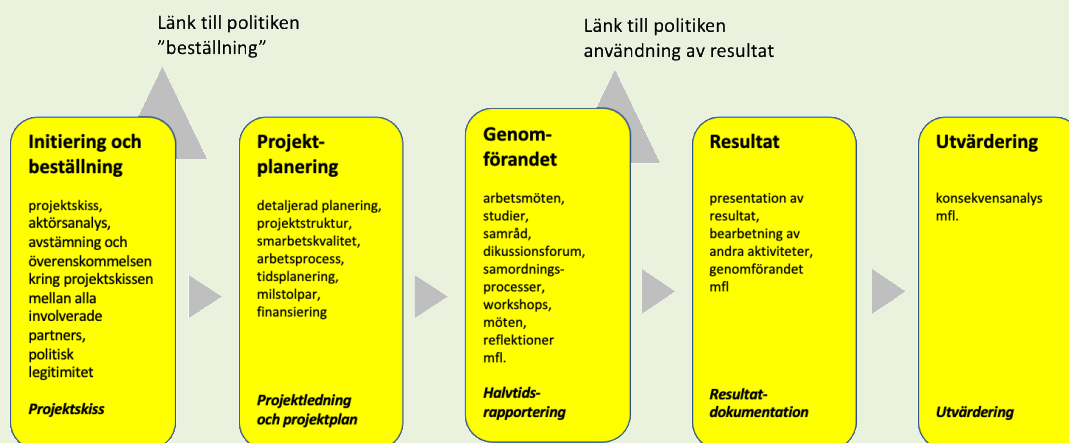 Länk till politiken
”beställning”
Länk till politiken
användning av resultat
Initiering och
beställning
projektskiss,
aktörsanalys,
avstämning och
överenskommelsen
kring projektskissen
mellan alla
involverade
partners,
politisk
legitimitet
Projektskiss
Projekt-
planering
detaljerad planering,
projektstruktur,
smarbetskvalitet,
arbetsprocess,
tidsplanering,
milstolpar,
finansiering
Projektledning
och projektplan
Genom-
förandet
arbetsmöten,
studier,
samråd,
dikussionsforum,
samordnings-
processer,
workshops,
möten,
reflektioner
mfl.
Halvtids-
rapportering
Resultat
presentation av
resultat,
bearbetning av
andra aktiviteter,
genomförandet
mfl
Resultat-
dokumentation
Utvärdering
konsekvensanalys
mfl.
Utvärdering